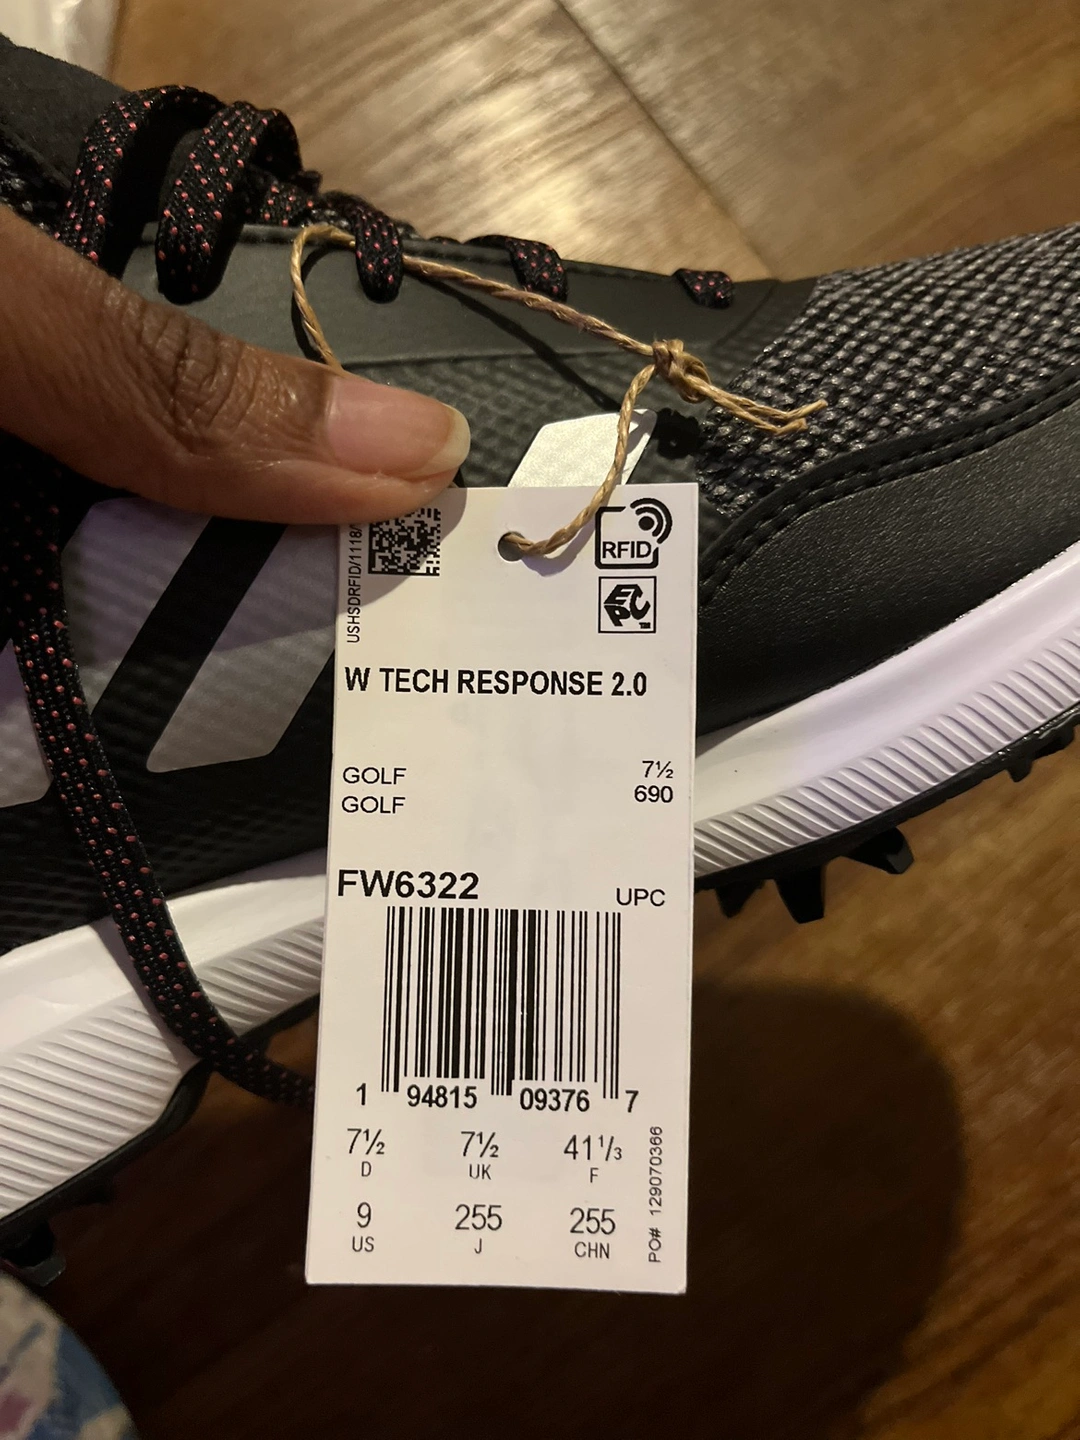 USHSDRFID/1118/
RFID
EPC™
W TECH RESPONSE 2.0
GOLF 7½
GOLF 690
FW6322 UPC
1 94815 09376 7
7½ 7½ 41⅓
D UK F
9 255 255
US J CHN
PO# 129070366